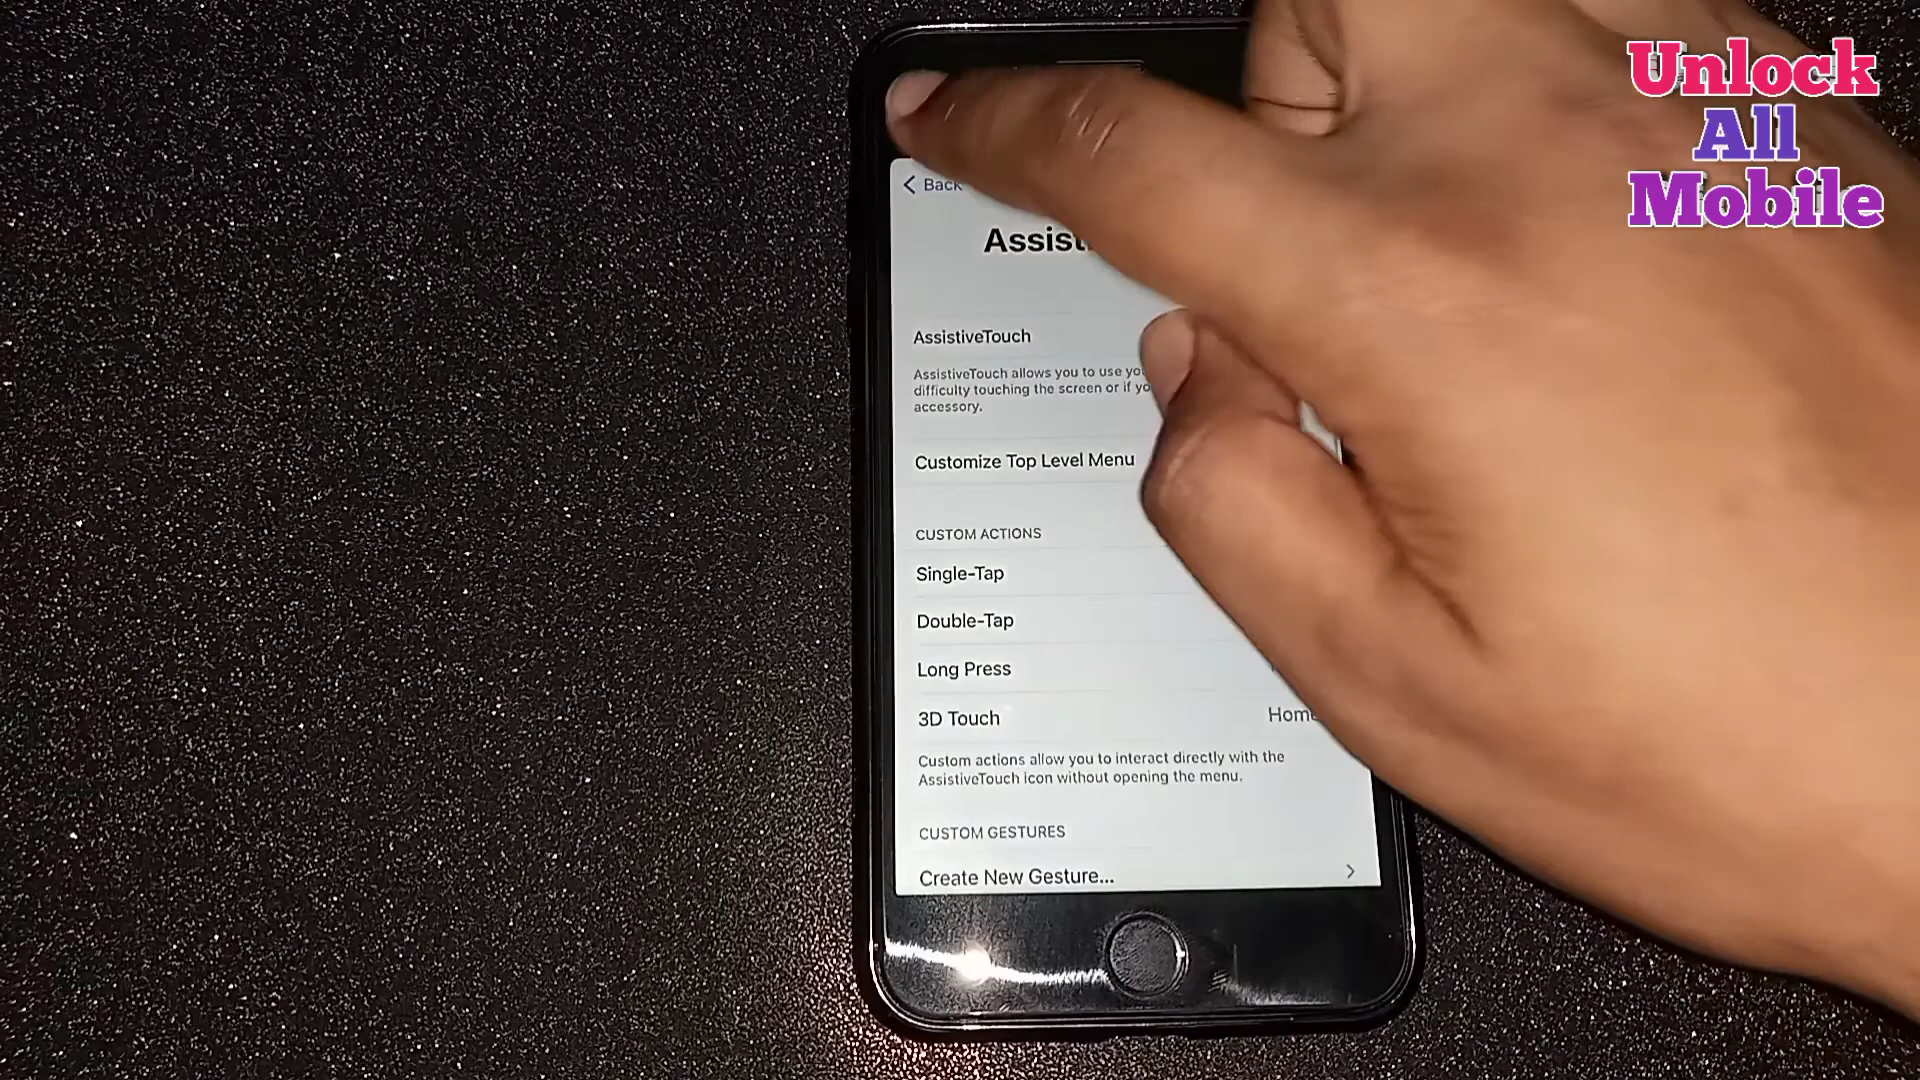 Unlock
All
Mobile
Back
AssistiveTouch
AssistiveTouch allows you to use
difficulty touching the screen or if
accessory.
Customize Top Level Menu
CUSTOM ACTIONS
Single-Tap
Double-Tap
Long Press
3D Touch
Home
Custom actions allow you to interact directly with the
AssistiveTouch icon without opening the menu.
CUSTOM GESTURES
Create New Gesture...